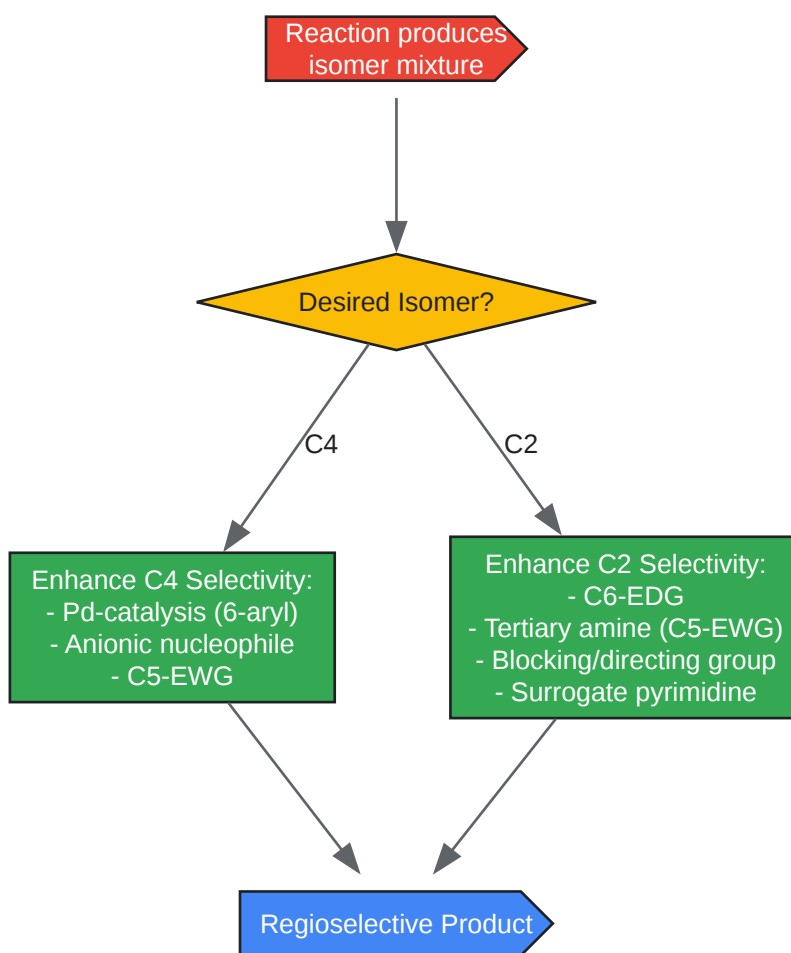 Reaction produces
isomer mixture
Desired Isomer?
C4
C2
Enhance C4 Selectivity:
- Pd-catalysis (6-aryl)
- Anionic nucleophile
- C5-EWG
Enhance C2 Selectivity:
- C6-EDG
- Tertiary amine (C5-EWG)
- Blocking/directing group
- Surrogate pyrimidine
Regioselective Product